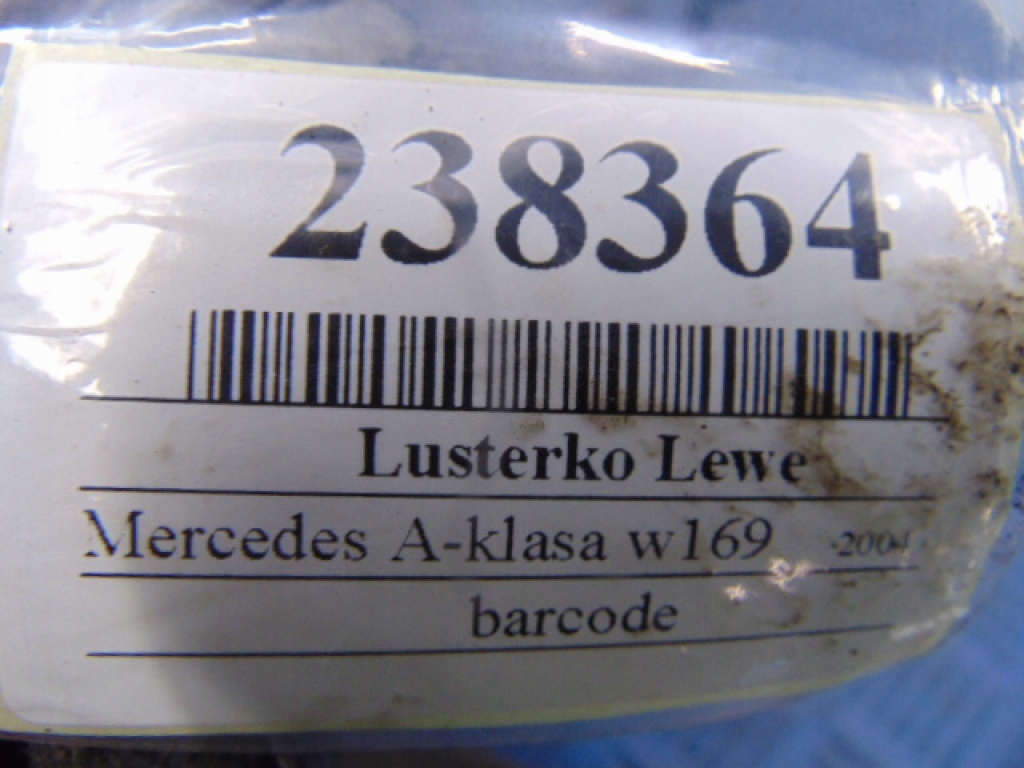 238364
Lusterko Lewe
Mercedes A-klasa w169 -2004-
barcode